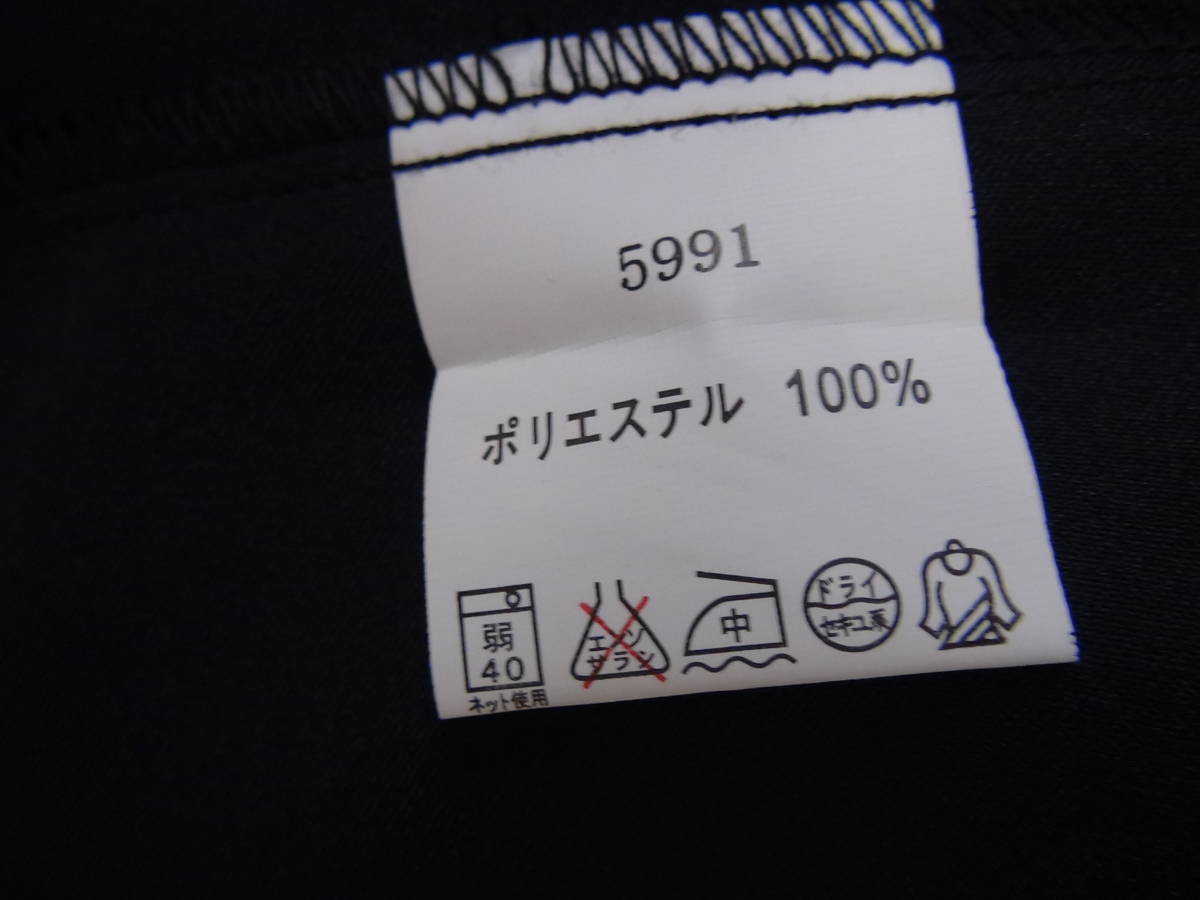 5991
ポリエステル 100%
弱
40
ネット使用
エンソ
サラシ
中
ドライ
セキユ系